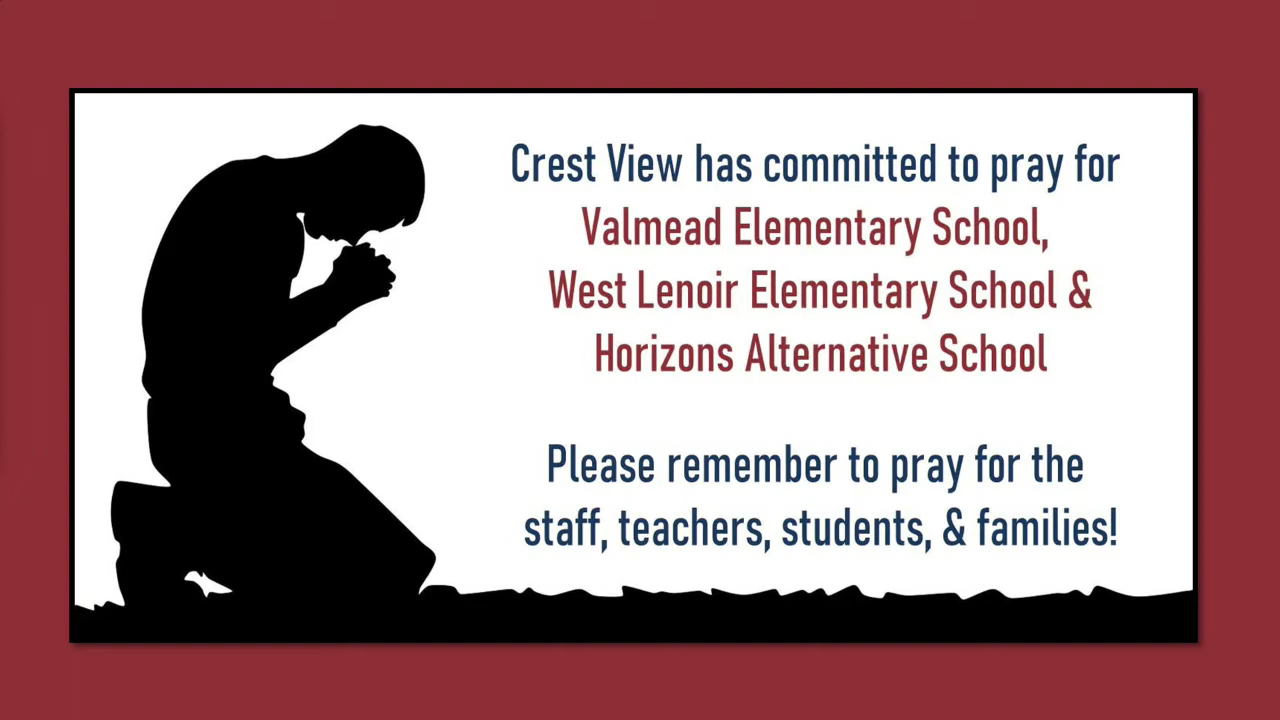 Crest View has committed to pray for
Valmead Elementary School,
West Lenoir Elementary School &
Horizons Alternative School
Please remember to pray for the
staff, teachers, students, & families!